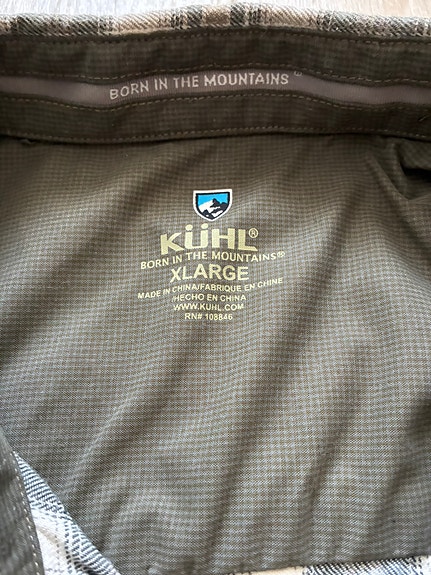 BORN IN THE MOUNTAINS®
KÜHL®
BORN IN THE MOUNTAINS®
XLARGE
MADE IN CHINA/FABRIQUE EN CHINE
/HECHO EN CHINA
WWW.KUHL.COM
RN# 108846